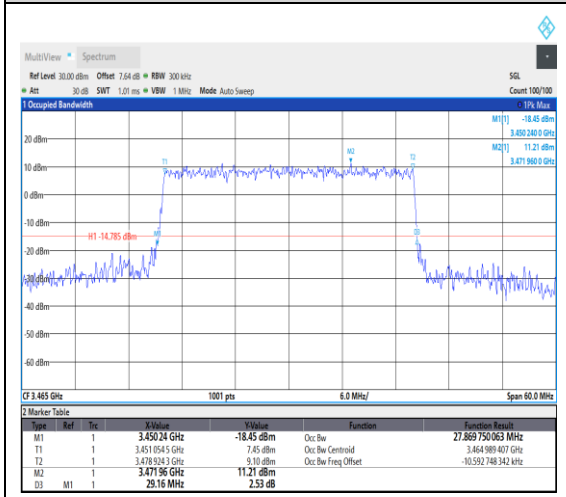 MultiView Spectrum
Ref Level 30.00 dBm Offset 7.64 dB RBW 300 kHz SGL
Att 30 dB SWT 1.01 ms VBW 1 MHz Mode Auto Sweep Count 100/100
1 Occupied Bandwidth 1Pk Max
M1[1] -18.45 dBm
3.450 240 0 GHz
M2[1] 11.21 dBm
3.471 960 0 GHz
20 dBm
T1 M2 T2
10 dBm
0 dBm
-10 dBm
H1 -14.785 dBm
M1 D3
-20 dBm
-30 dBm
-40 dBm
-50 dBm
-60 dBm
CF 3.465 GHz 1001 pts 6.0 MHz/ Span 60.0 MHz
2 Marker Table
Type Ref Trc X-Value Y-Value Function Function Result
M1 1 3.450 24 GHz -18.45 dBm Occ Bw 27.869 750 063 MHz
T1 1 3.451 054 5 GHz 7.45 dBm Occ Bw Centroid 3.464 989 407 GHz
T2 1 3.478 924 3 GHz 9.10 dBm Occ Bw Freq Offset -10.592 748 342 kHz
M2 1 3.471 96 GHz 11.21 dBm
D3 M1 1 29.16 MHz 2.53 dB